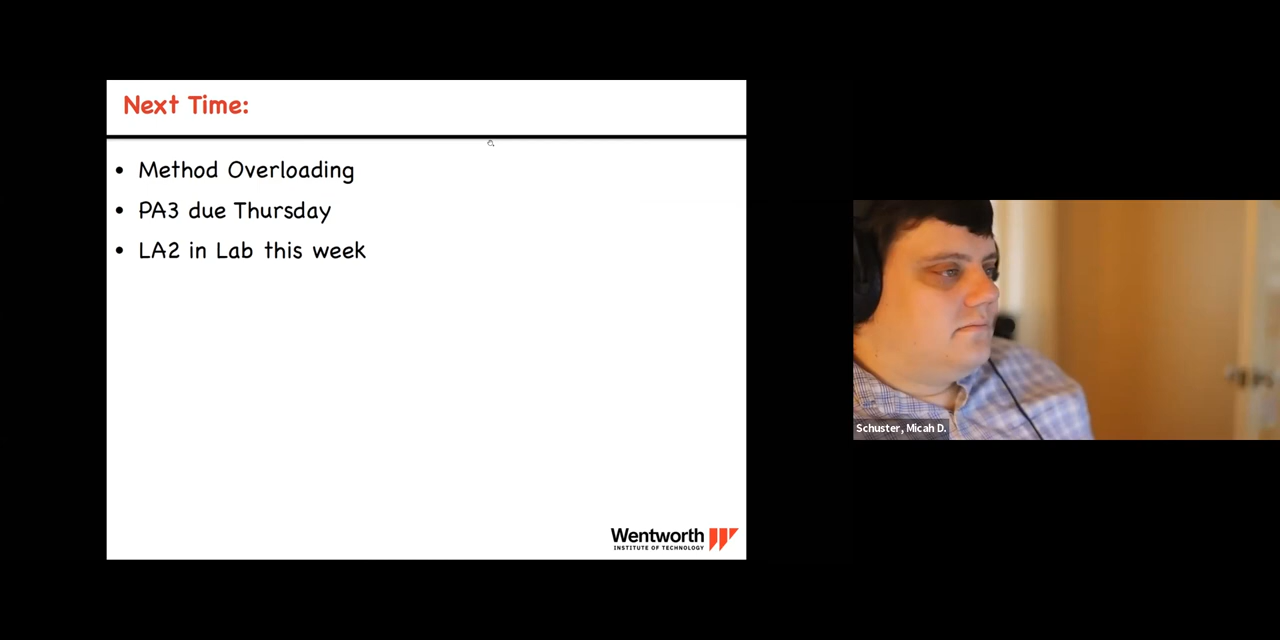 Next Time:
• Method Overloading
• PA3 due Thursday
• LA2 in Lab this week
Wentworth
INSTITUTE OF TECHNOLOGY
Schuster, Micah D.